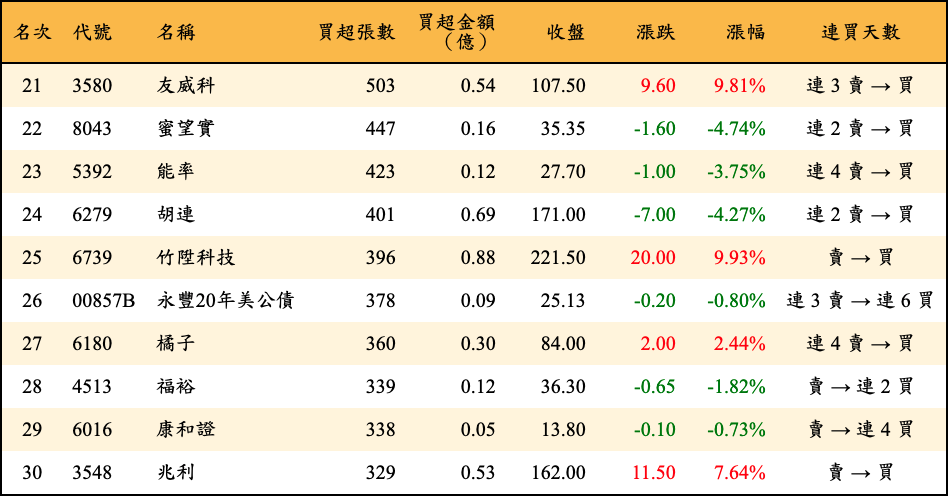 名次 代號 名稱 買超張數 買超金額（億） 收盤 漲跌 漲幅 連買天數
21 3580 友威科 503 0.54 107.50 9.60 9.81% 連 3 賣 → 買
22 8043 蜜望實 447 0.16 35.35 -1.60 -4.74% 連 2 賣 → 買
23 5392 能率 423 0.12 27.70 -1.00 -3.75% 連 4 賣 → 買
24 6279 胡連 401 0.69 171.00 -7.00 -4.27% 連 2 賣 → 買
25 6739 竹陞科技 396 0.88 221.50 20.00 9.93% 賣 → 買
26 00857B 永豐20年美公債 378 0.09 25.13 -0.20 -0.80% 連 3 賣 → 連 6 買
27 6180 橘子 360 0.30 84.00 2.00 2.44% 連 4 賣 → 買
28 4513 福裕 339 0.12 36.30 -0.65 -1.82% 賣 → 連 2 買
29 6016 康和證 338 0.05 13.80 -0.10 -0.73% 賣 → 連 4 買
30 3548 兆利 329 0.53 162.00 11.50 7.64% 賣 → 買